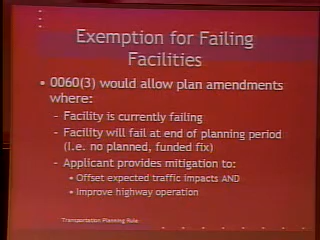 Exemption for Failing
Facilities
• 0060(3) would allow plan amendments
where:
– Facility is currently failing
– Facility will fail at end of planning period
(I.e. no planned, funded fix)
– Applicant provides mitigation to:
• Offset expected traffic impacts AND
• Improve highway operation
Transportation Planning Rule